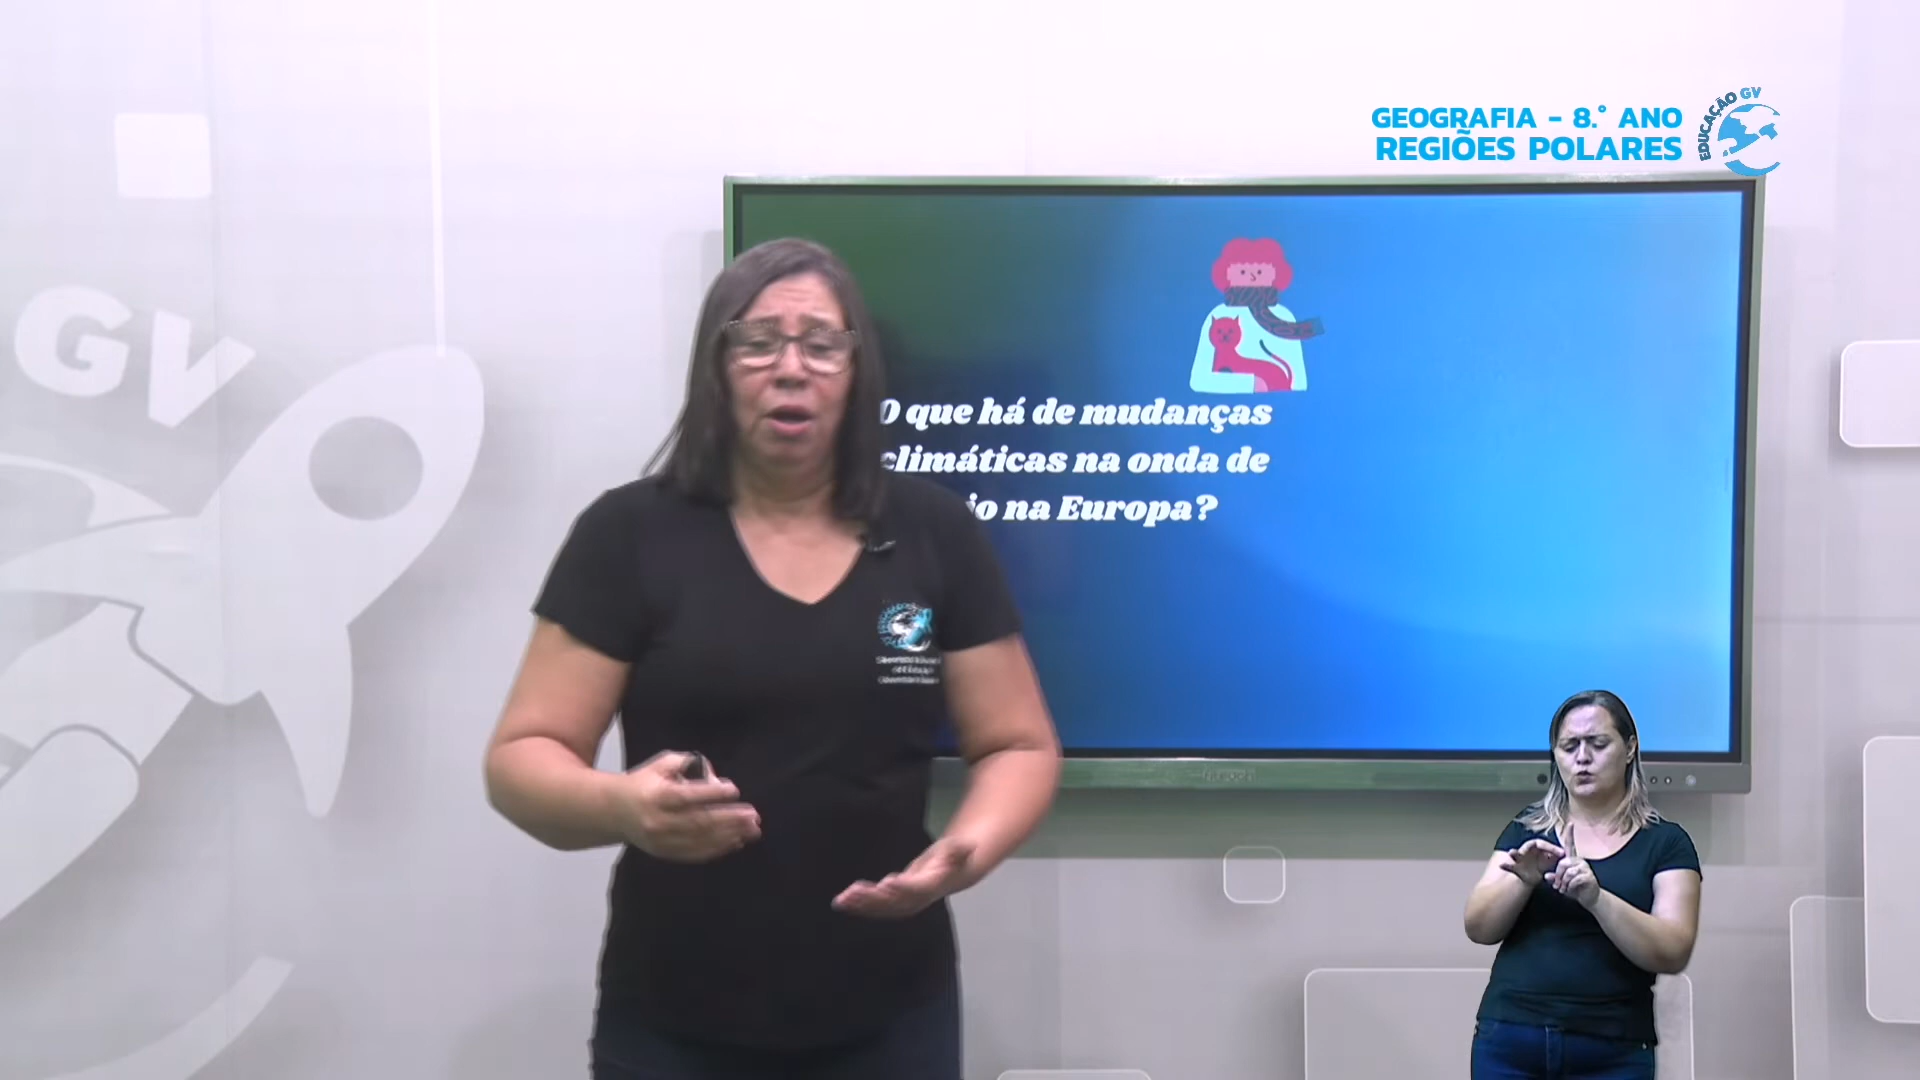 GEOGRAFIA - 8.° ANO
REGIÕES POLARES
EDUCAÇÃO GV
GV
O que há de mudanças
climáticas na onda de
na Europa?